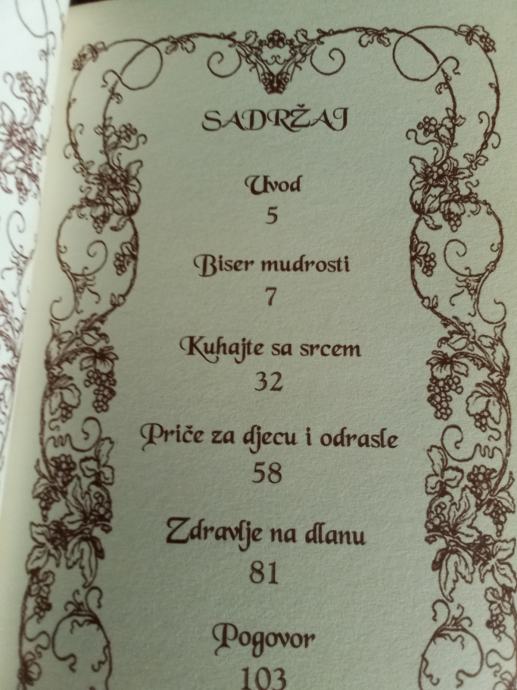 SADRŽAJ
Uvod
5
Biser mudrosti
7
Kuhajte sa srcem
32
Priče za djecu i odrasle
58
Zdravlje na dlanu
81
Pogovor
103